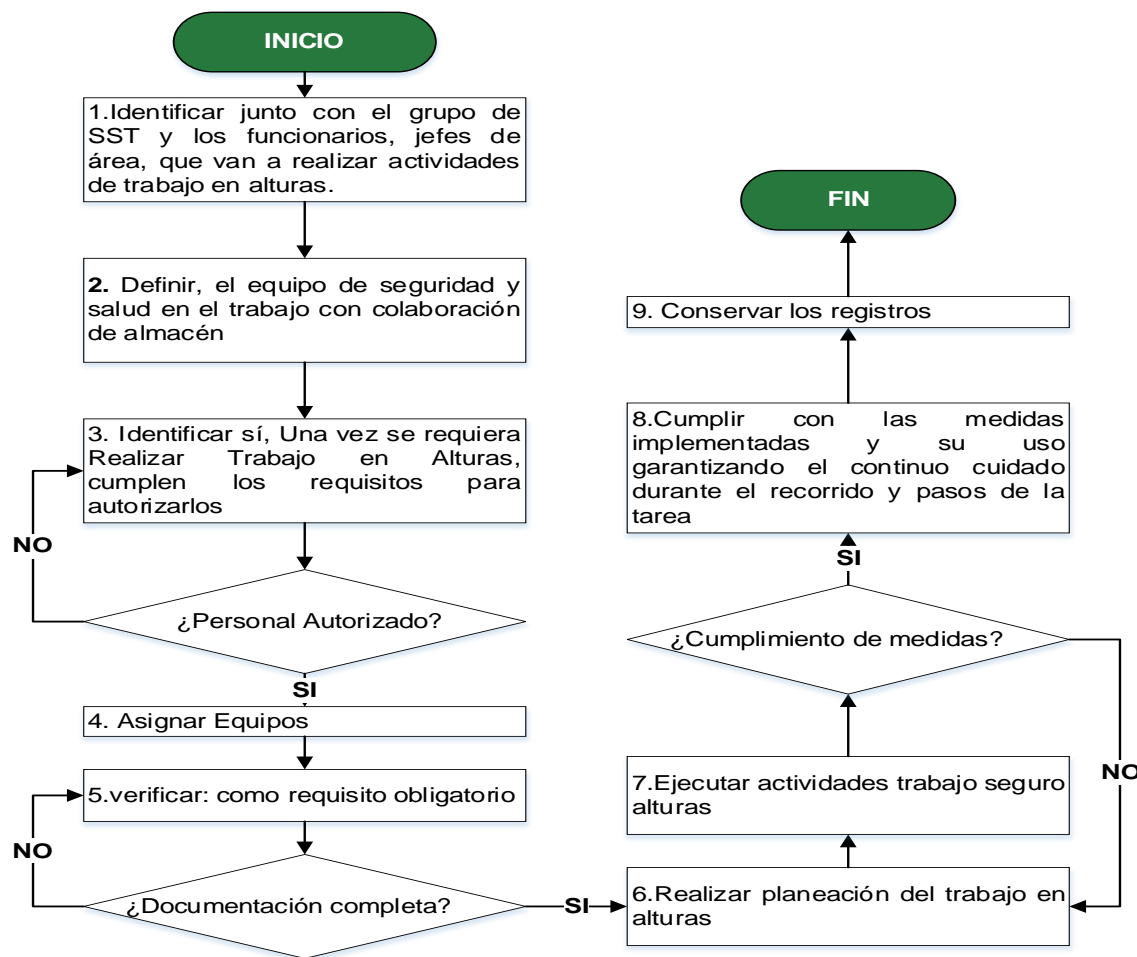 INICIO
1.Identificar junto con el grupo de
SST y los funcionarios, jefes de
área, que van a realizar actividades
de trabajo en alturas.
2. Definir, el equipo de seguridad y
salud en el trabajo con colaboración
de almacén
3. Identificar sí, Una vez se requiera
Realizar Trabajo en Alturas,
cumplen los requisitos para
autorizarlos
NO
¿Personal Autorizado?
SI
4. Asignar Equipos
5.verificar: como requisito obligatorio
NO
¿Documentación completa?
SI
6.Realizar planeación del trabajo en
alturas
7.Ejecutar actividades trabajo seguro
alturas
NO
¿Cumplimiento de medidas?
SI
8.Cumplir con las medidas
implementadas y su uso
garantizando el continuo cuidado
durante el recorrido y pasos de la
tarea
9. Conservar los registros
FIN